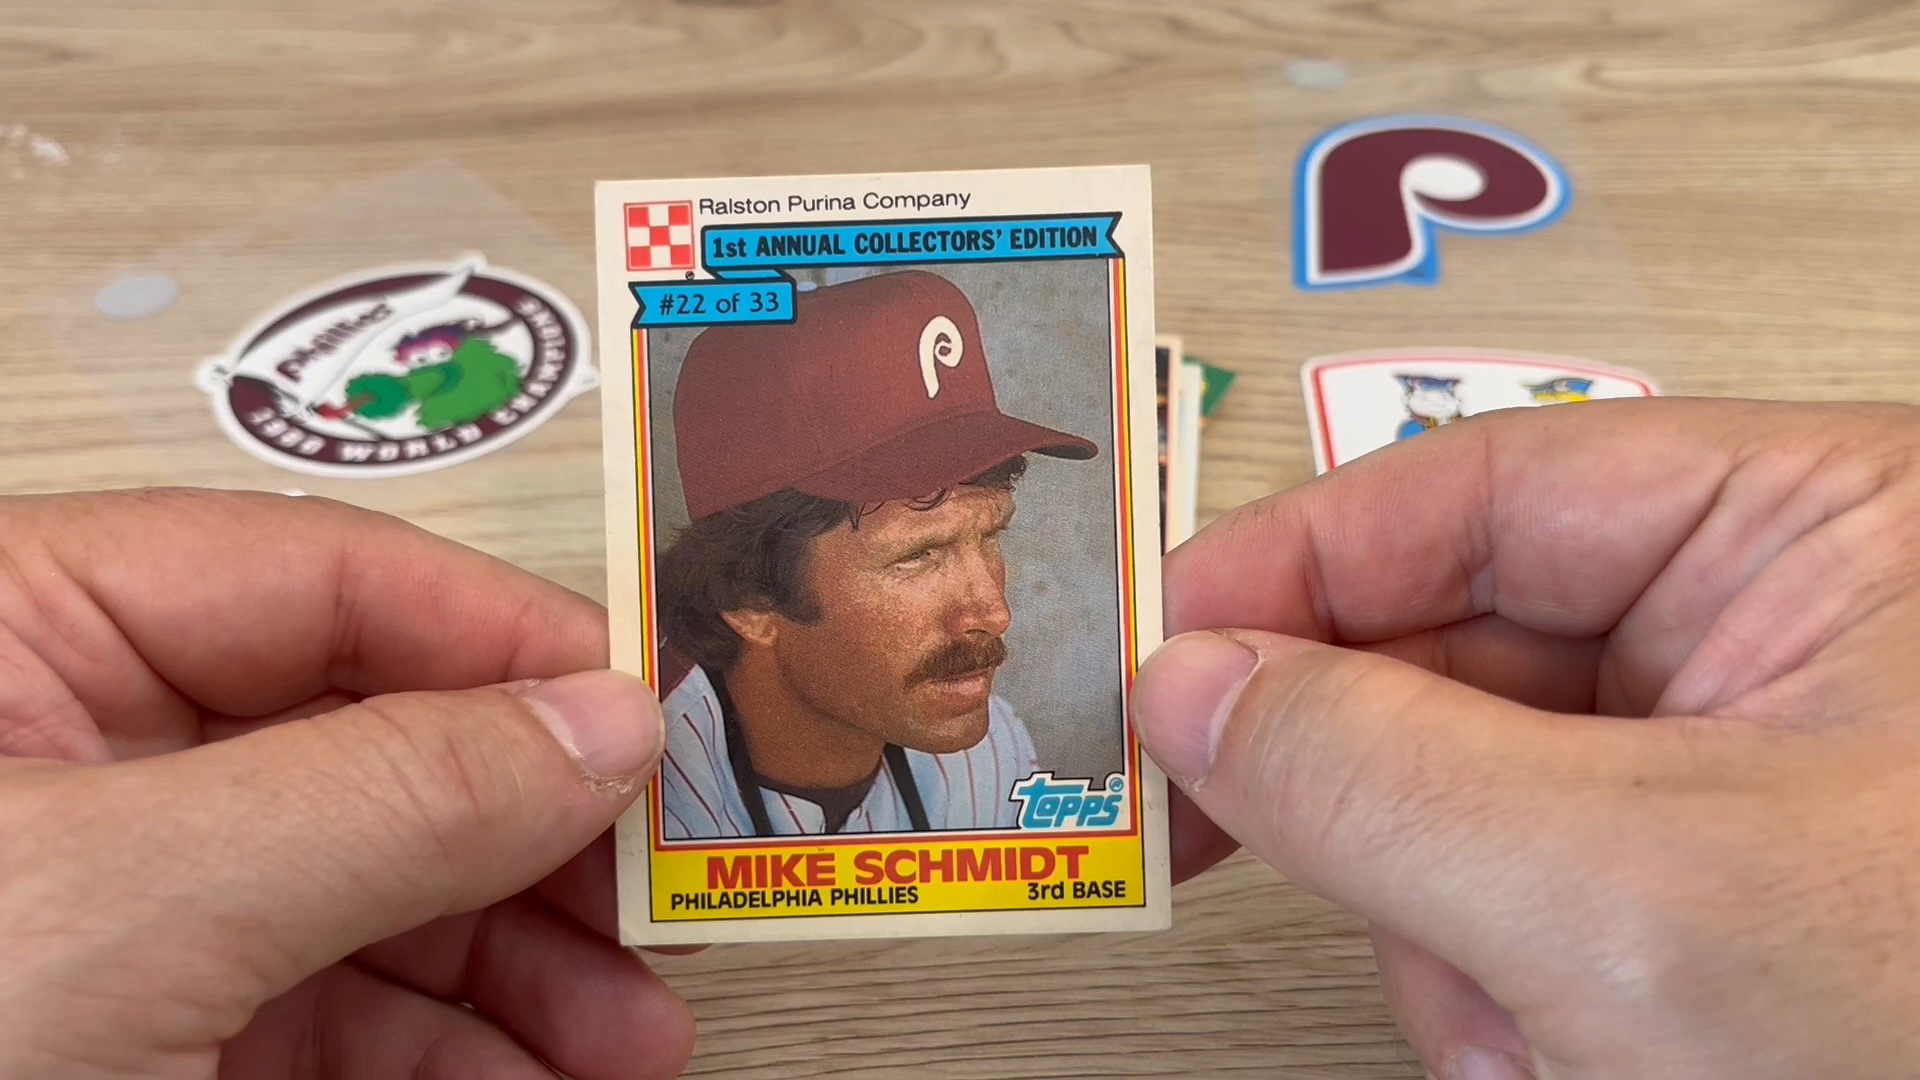 Ralston Purina Company
1st ANNUAL COLLECTORS' EDITION
#22 of 33
P
topps
MIKE SCHMIDT
PHILADELPHIA PHILLIES
3rd BASE
Phillies
1980 WORLD CHAMPIONS
P